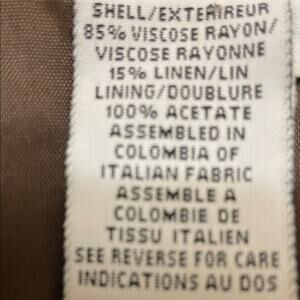 SHELL/EXTERIEUR
85% VISCOSE RAYON/
VISCOSE RAYONNE
15% LINEN/LIN
LINING/DOUBLURE
100% ACETATE
ASSEMBLED IN
COLOMBIA OF
ITALIAN FABRIC
ASSEMBLE A
COLOMBIE DE
TISSU ITALIEN
SEE REVERSE FOR CARE
INDICATIONS AU DOS